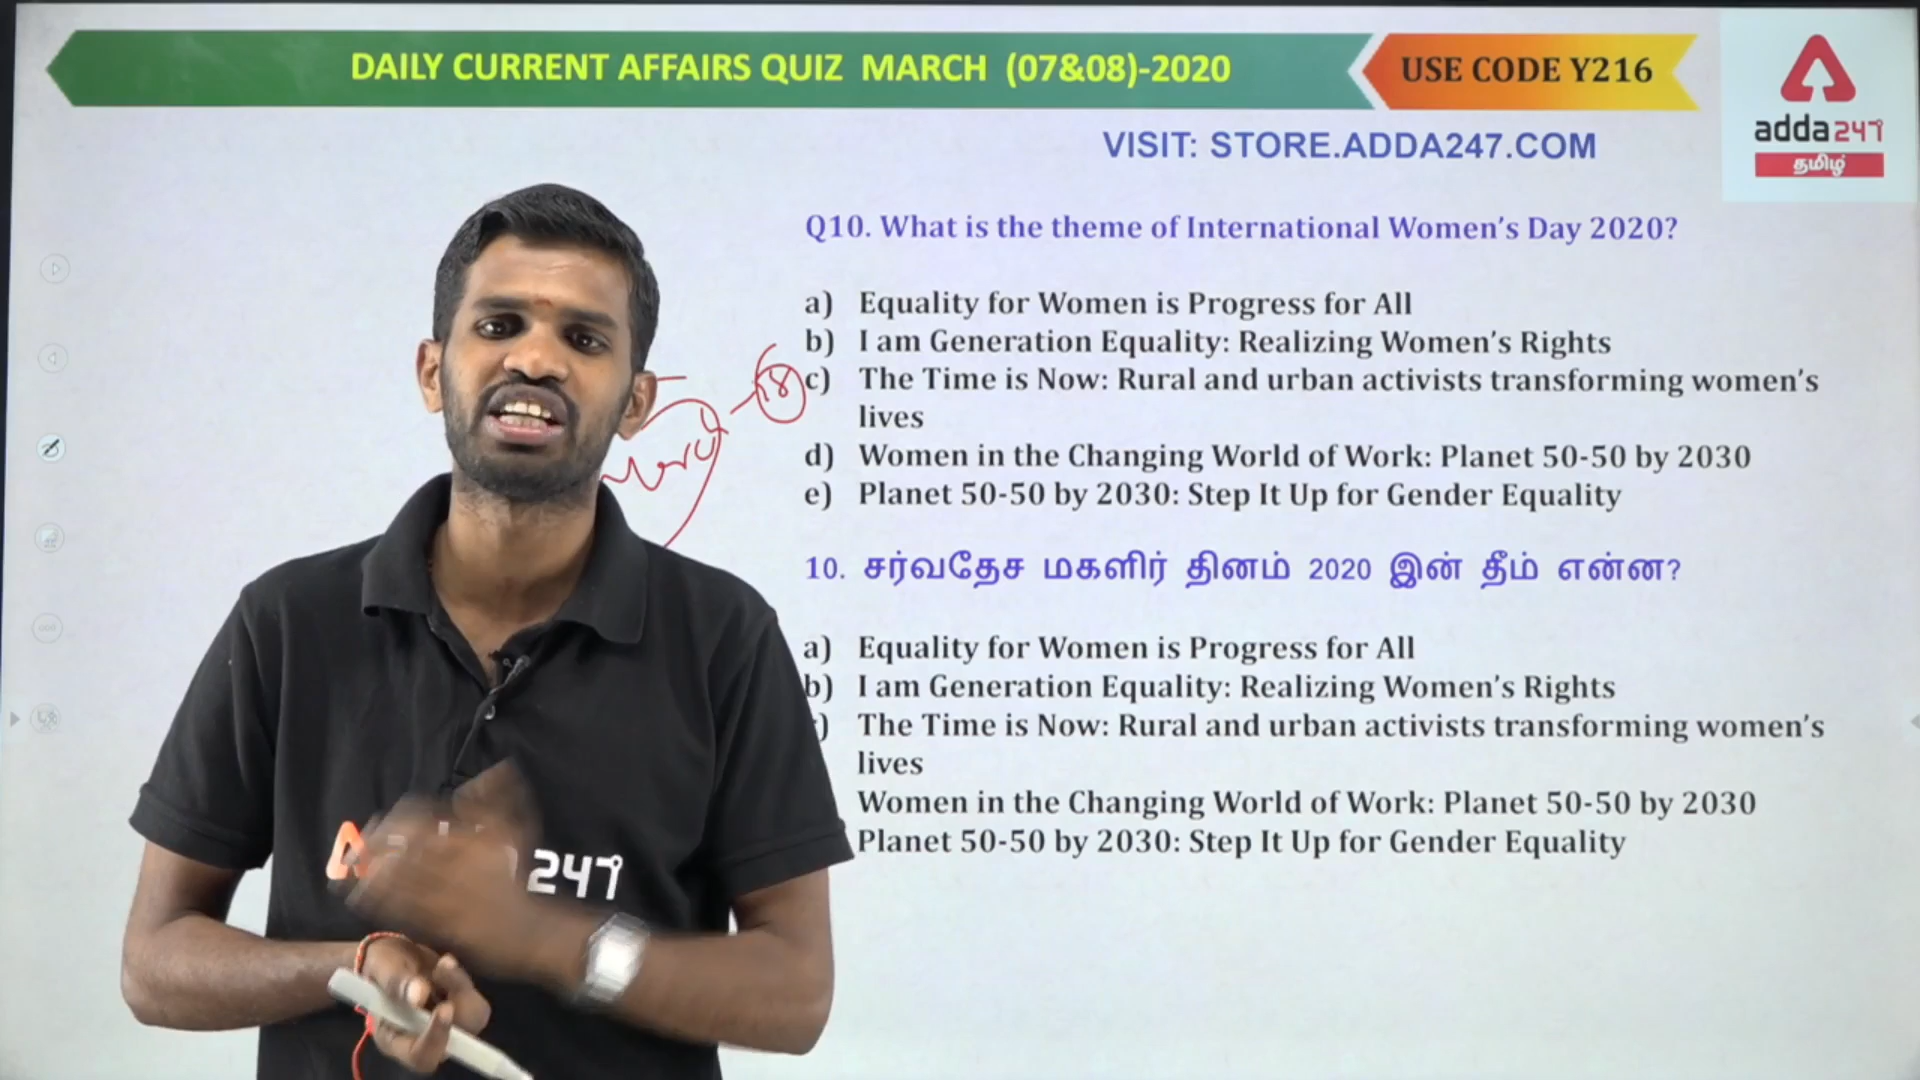 DAILY CURRENT AFFAIRS QUIZ MARCH (07&08)-2020
USE CODE Y216
adda247
தமிழ்
VISIT: STORE.ADDA247.COM
Q10. What is the theme of International Women's Day 2020?
a) Equality for Women is Progress for All
b) I am Generation Equality: Realizing Women's Rights
c) The Time is Now: Rural and urban activists transforming women's
lives
d) Women in the Changing World of Work: Planet 50-50 by 2030
e) Planet 50-50 by 2030: Step It Up for Gender Equality
March - 8
10. சர்வதேச மகளிர் தினம் 2020 இன் தீம் என்ன?
a) Equality for Women is Progress for All
b) I am Generation Equality: Realizing Women's Rights
) The Time is Now: Rural and urban activists transforming women's
lives
Women in the Changing World of Work: Planet 50-50 by 2030
Planet 50-50 by 2030: Step It Up for Gender Equality
247